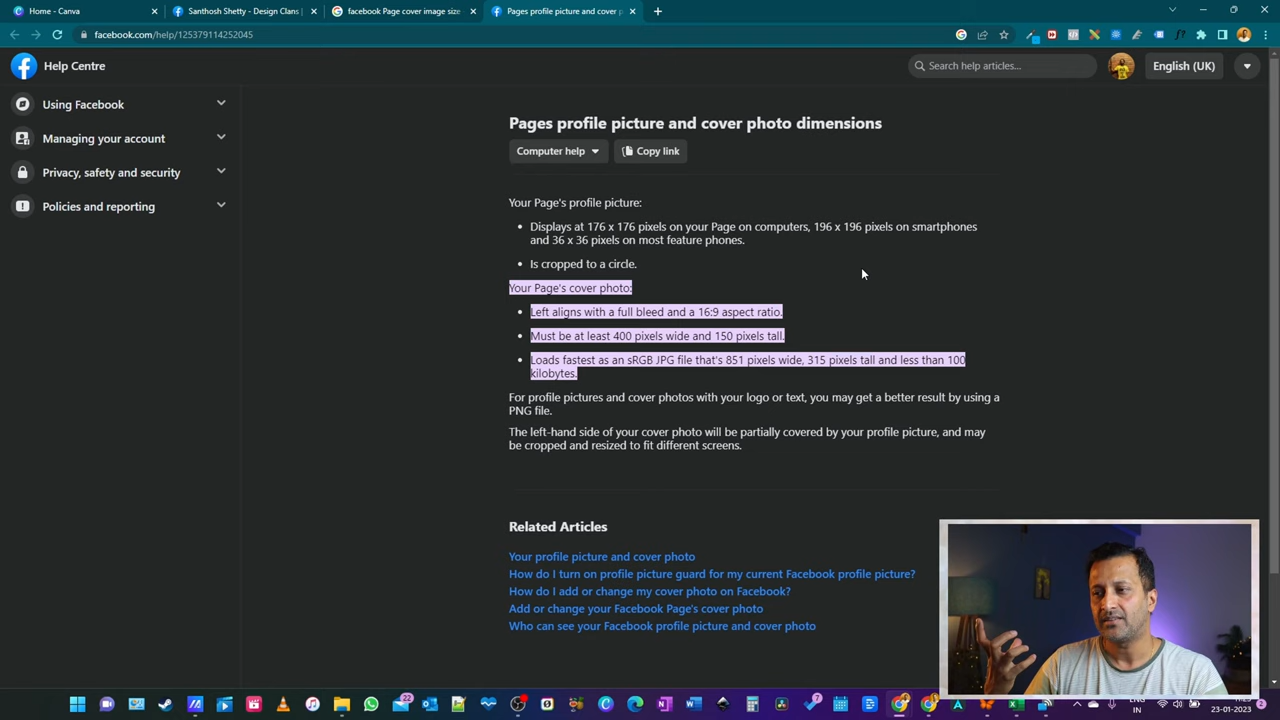 Home - Canva
Santhosh Shetty - Design Clans |
facebook Page cover image size
Pages profile picture and cover p
facebook.com/help/125379114252045
Help Centre
Search help articles...
English (UK)
Using Facebook
Managing your account
Privacy, safety and security
Policies and reporting
Pages profile picture and cover photo dimensions
Computer help
Copy link
Your Page's profile picture:
• Displays at 176 x 176 pixels on your Page on computers, 196 x 196 pixels on smartphones
and 36 x 36 pixels on most feature phones.
• Is cropped to a circle.
Your Page's cover photo:
• Left aligns with a full bleed and a 16:9 aspect ratio.
• Must be at least 400 pixels wide and 150 pixels tall.
• Loads fastest as an sRGB JPG file that's 851 pixels wide, 315 pixels tall and less than 100
kilobytes.
For profile pictures and cover photos with your logo or text, you may get a better result by using a
PNG file.
The left-hand side of your cover photo will be partially covered by your profile picture, and may
be cropped and resized to fit different screens.
Related Articles
Your profile picture and cover photo
How do I turn on profile picture guard for my current Facebook profile picture?
How do I add or change my cover photo on Facebook?
Add or change your Facebook Page's cover photo
Who can see your Facebook profile picture and cover photo
22
7
IN
23-01-2023